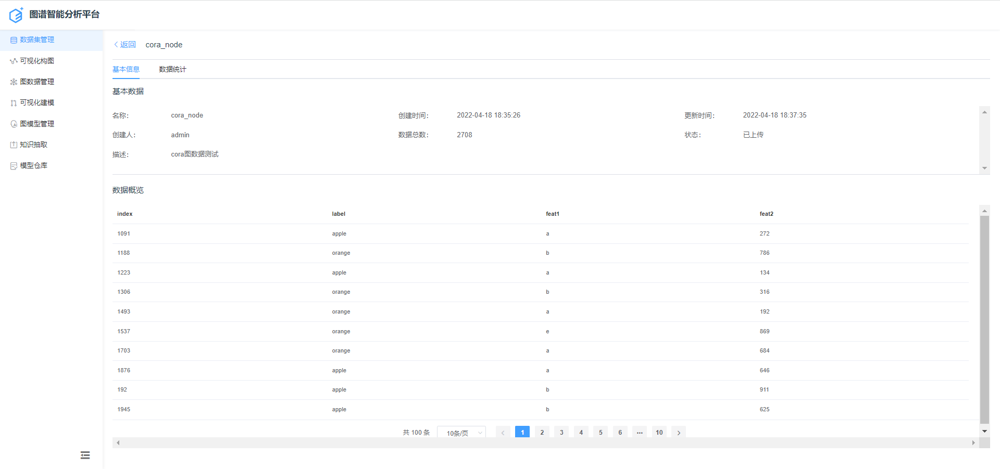 图谱智能分析平台
数据集管理
可视化构图
图数据管理
可视化建模
图模型管理
知识抽取
模型仓库
返回 cora_node
基本信息 数据统计
基本数据
名称： cora_node 创建时间： 2022-04-18 18:35:26 更新时间： 2022-04-18 18:37:35
创建人： admin 数据总数： 2708 状态： 已上传
描述： cora图数据测试
数据概览
index label feat1 feat2
1091 apple a 272
1188 orange b 786
1223 apple a 134
1306 orange b 316
1493 orange a 192
1537 orange e 869
1703 orange a 684
1876 apple a 646
192 apple b 911
1945 apple b 625
共 100 条 10条/页 1 2 3 4 5 6 ••• 10